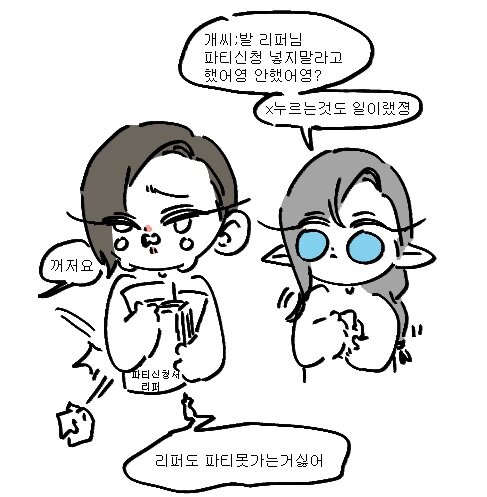 개씨;발 리퍼님
파티신청 넣지말라고
했어영 안했어영?
x누르는것도 일이랬졍
꺼저요
파티신청서
리퍼
리퍼도 파티못가는거싫어